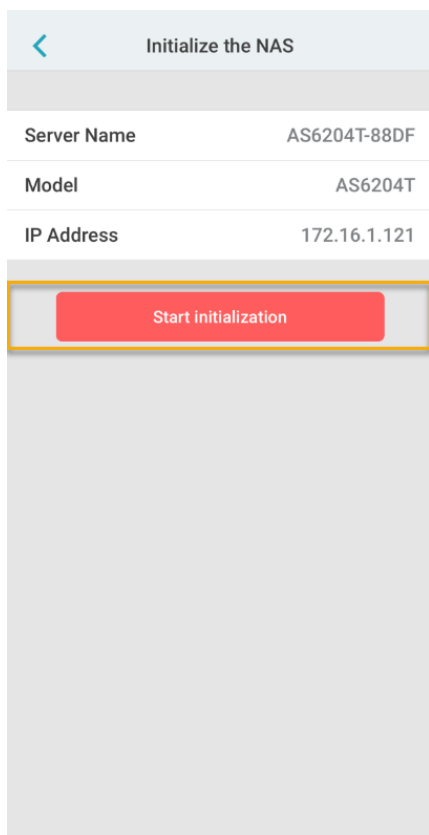 Initialize the NAS
Server Name AS6204T-88DF
Model AS6204T
IP Address 172.16.1.121
Start initialization